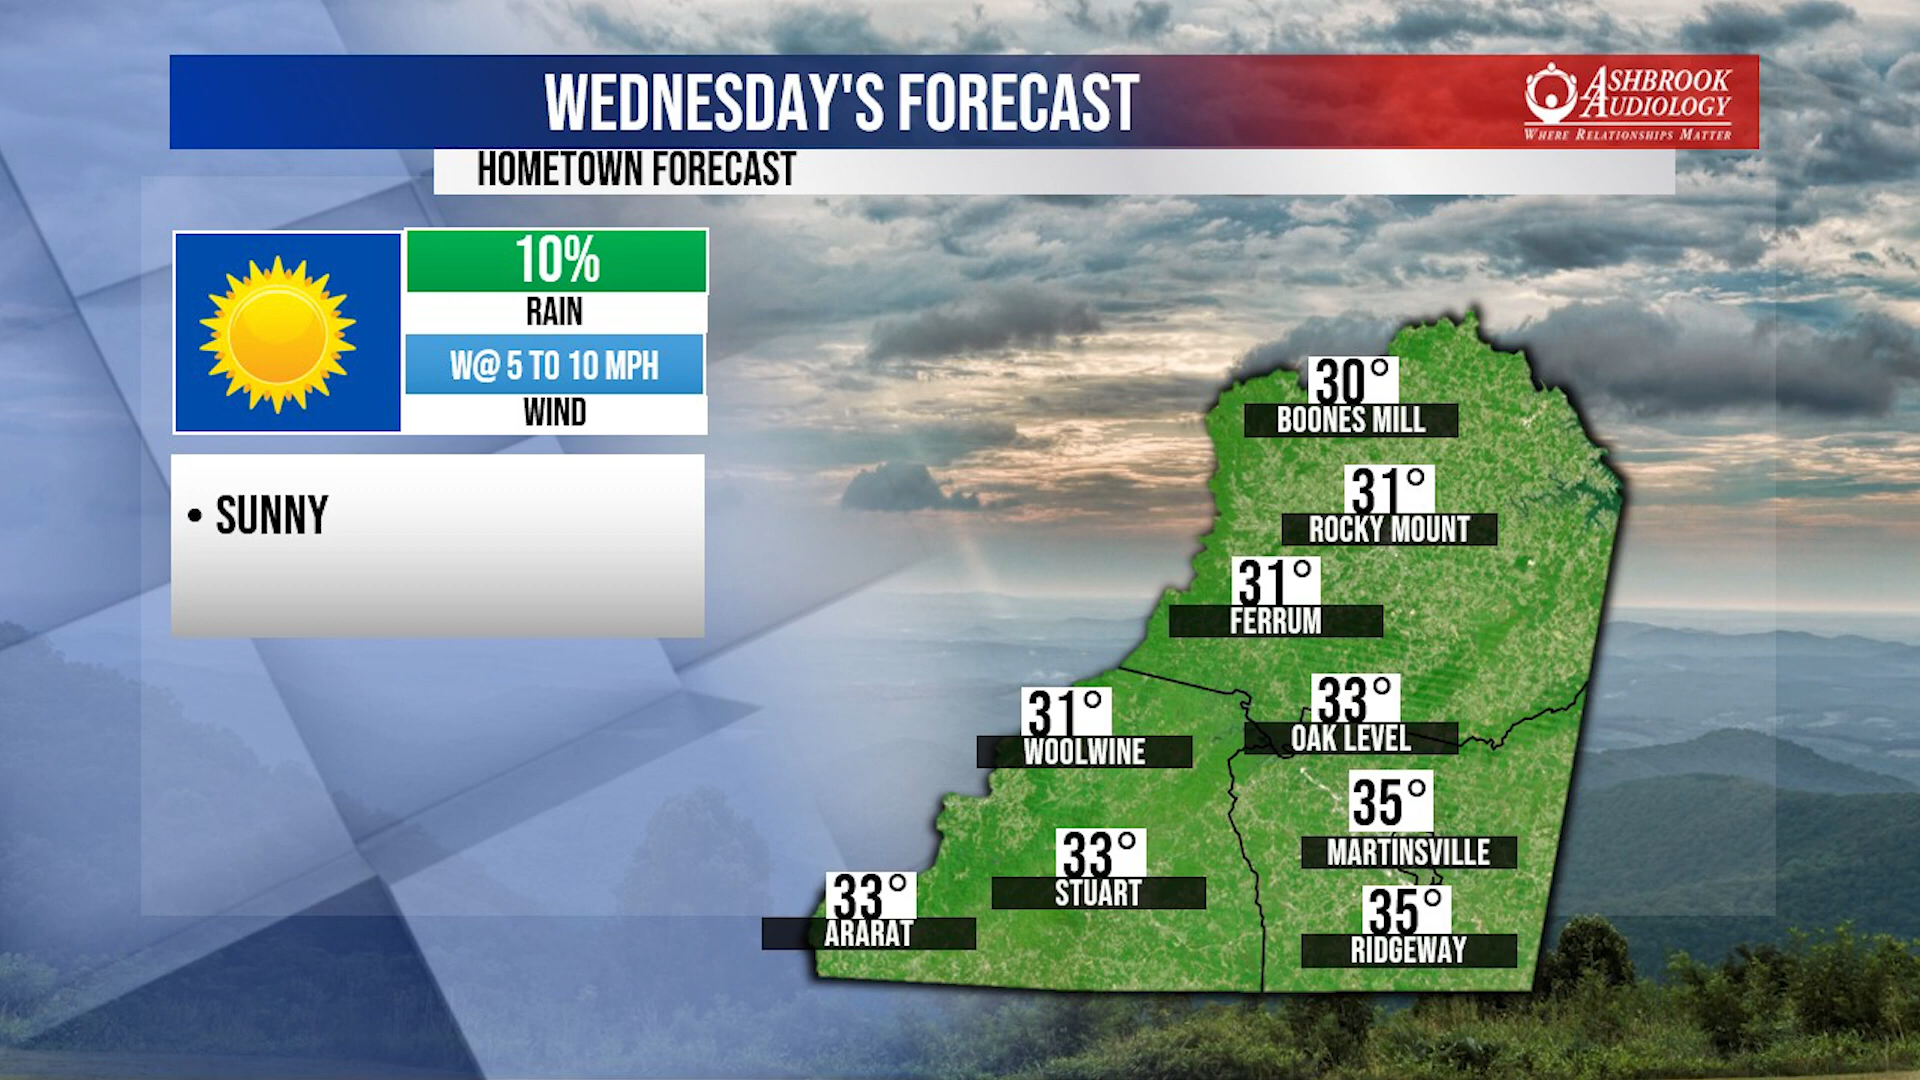 WEDNESDAY'S FORECAST
ASHBROOK
AUDIOLOGY
WHERE RELATIONSHIPS MATTER
HOMETOWN FORECAST
10%
RAIN
W@ 5 TO 10 MPH
WIND
• SUNNY
30°
BOONES MILL
31°
ROCKY MOUNT
31°
FERRUM
31°
WOOLWINE
33°
OAK LEVEL
35°
MARTINSVILLE
33°
STUART
33°
ARARAT
35°
RIDGEWAY